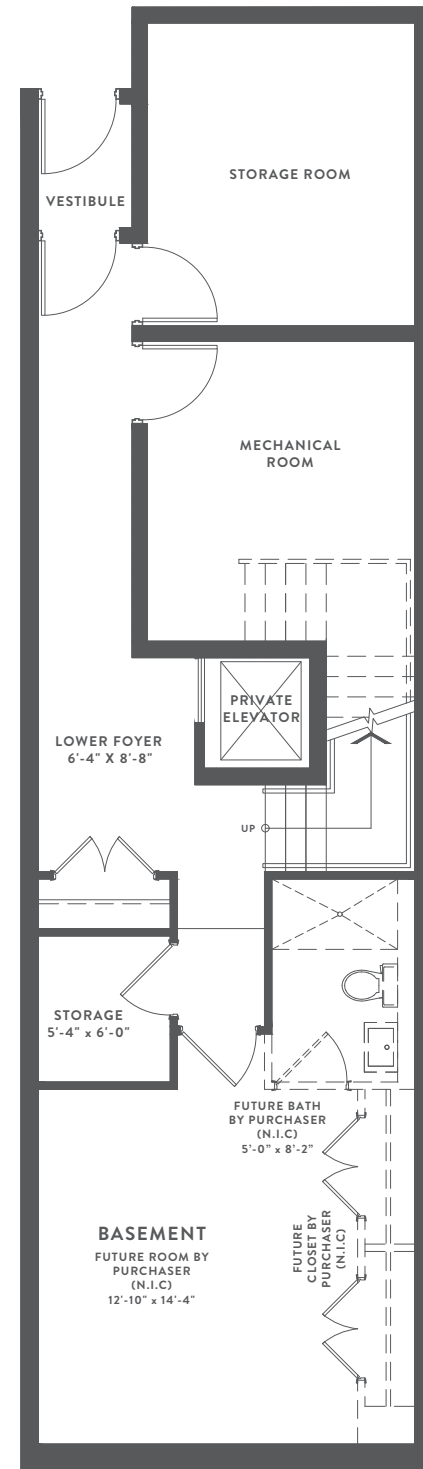 STORAGE ROOM
VESTIBULE
MECHANICAL
ROOM
PRIVATE
ELEVATOR
LOWER FOYER
6'-4" X 8'-8"
UP
STORAGE
5'-4" x 6'-0"
FUTURE BATH
BY PURCHASER
(N.I.C)
5'-0" x 8'-2"
BASEMENT
FUTURE ROOM BY
PURCHASER
(N.I.C)
12'-10" x 14'-4"
FUTURE
CLOSET BY
PURCHASER
(N.I.C)